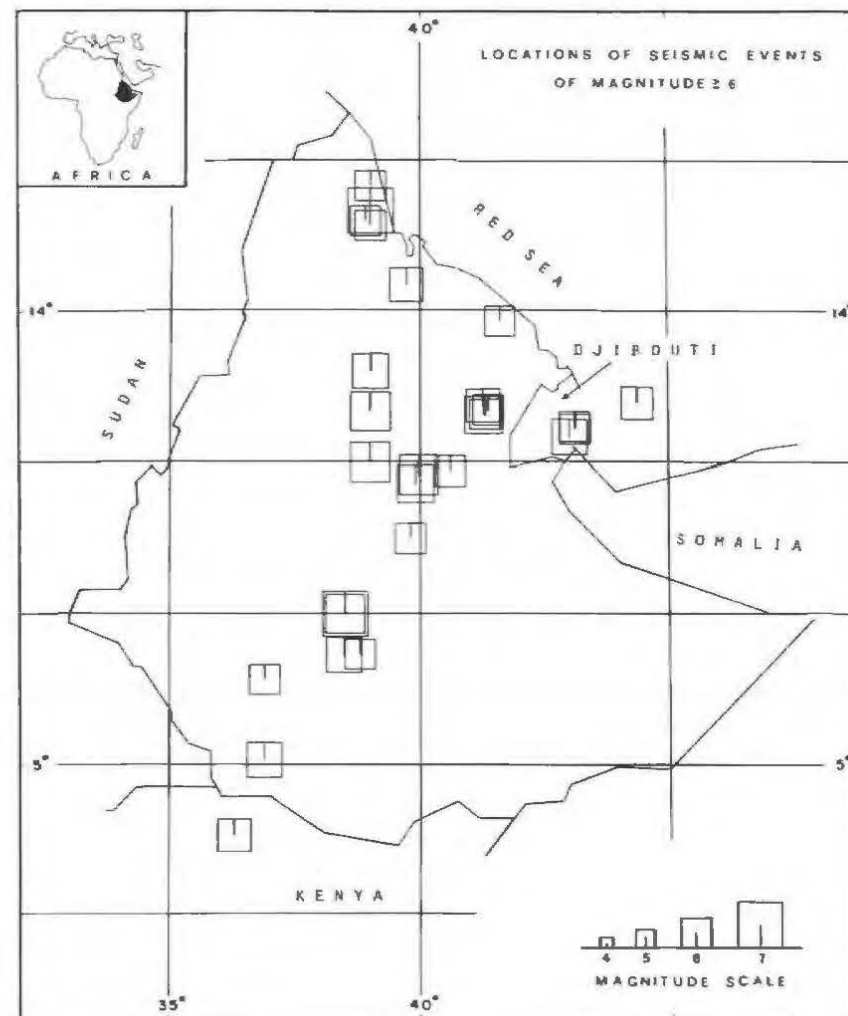 40°
LOCATIONS OF SEISMIC EVENTS
OF MAGNITUDE ≥ 6
AFRICA
RED SEA
14°
14°
DJIBOUTI
SUDAN
SOMALIA
5°
5°
KENYA
4 5 6 7
MAGNITUDE SCALE
35°
40°